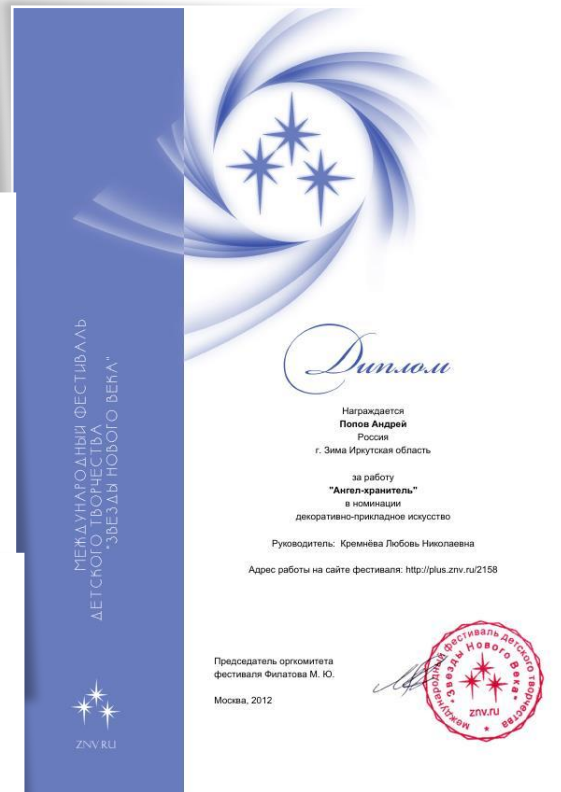 МЕЖДУНАРОДНЫЙ ФЕСТИВАЛЬ
ДЕТСКОГО ТВОРЧЕСТВА
"ЗВЕЗДЫ НОВОГО ВЕКА"
ZNV.RU
Диплом
Награждается
Попов Андрей
Россия
г. Зима Иркутская область
за работу
"Ангел-хранитель"
в номинации
декоративно-прикладное искусство
Руководитель: Кремнёва Любовь Николаевна
Адрес работы на сайте фестиваля: http://plus.znv.ru/2158
Председатель оргкомитета
фестиваля Филатова М. Ю.
Москва, 2012
международный фестиваль детского творчества
"Звезды Нового Века"
znv.ru